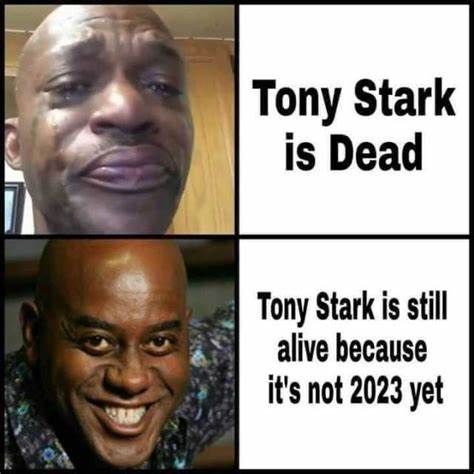 Tony Stark
is Dead
Tony Stark is still
alive because
it's not 2023 yet